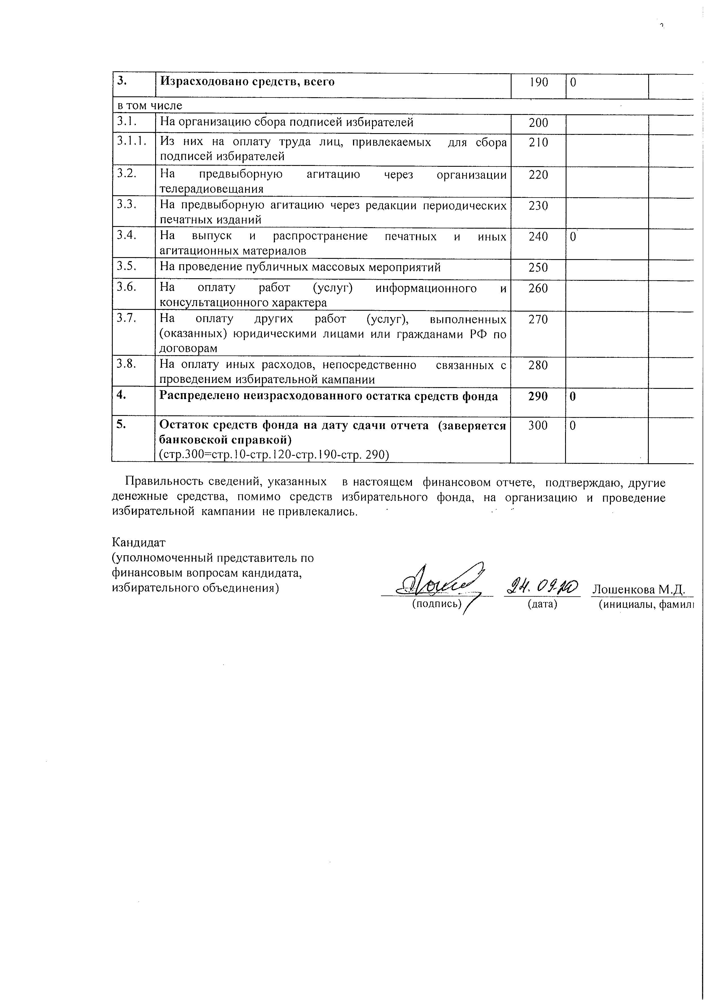 3. Израсходовано средств, всего 190 0
в том числе
3.1. На организацию сбора подписей избирателей 200
3.1.1. Из них на оплату труда лиц, привлекаемых для сбора 210
подписей избирателей
3.2. На предвыборную агитацию через организации 220
телерадиовещания
3.3. На предвыборную агитацию через редакции периодических 230
печатных изданий
3.4. На выпуск и распространение печатных и иных 240 0
агитационных материалов
3.5. На проведение публичных массовых мероприятий 250
3.6. На оплату работ (услуг) информационного и 260
консультационного характера
3.7. На оплату других работ (услуг), выполненных 270
(оказанных) юридическими лицами или гражданами РФ по
договорам
3.8. На оплату иных расходов, непосредственно связанных с 280
проведением избирательной кампании
4. Распределено неизрасходованного остатка средств фонда 290 0
5. Остаток средств фонда на дату сдачи отчета (заверяется 300 0
банковской справкой)
(стр.300=стр.10-стр.120-стр.190-стр. 290)
Правильность сведений, указанных в настоящем финансовом отчете, подтверждаю, другие
денежные средства, помимо средств избирательного фонда, на организацию и проведение
избирательной кампании не привлекались.
Кандидат
(уполномоченный представитель по
финансовым вопросам кандидата,
избирательного объединения)
24.09.20 Лошенкова М.Д.
(подпись) (дата) (инициалы, фамил